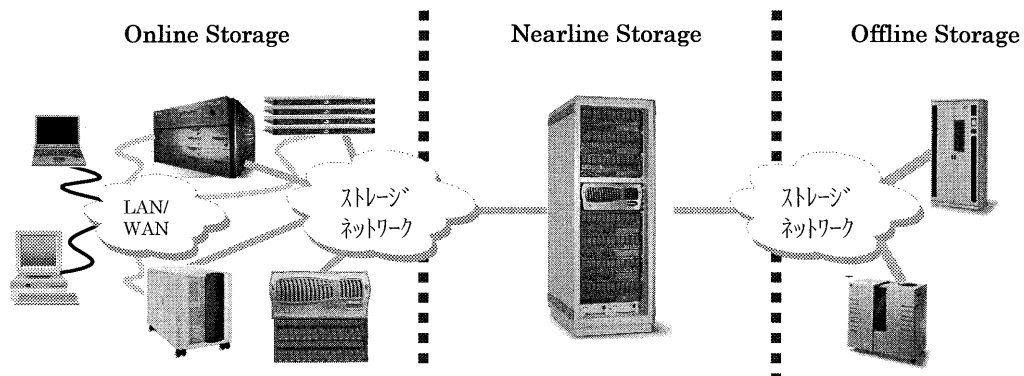 Online Storage
Nearline Storage
Offline Storage
LAN/
WAN
ストレージ
ネットワーク
ストレージ
ネットワーク